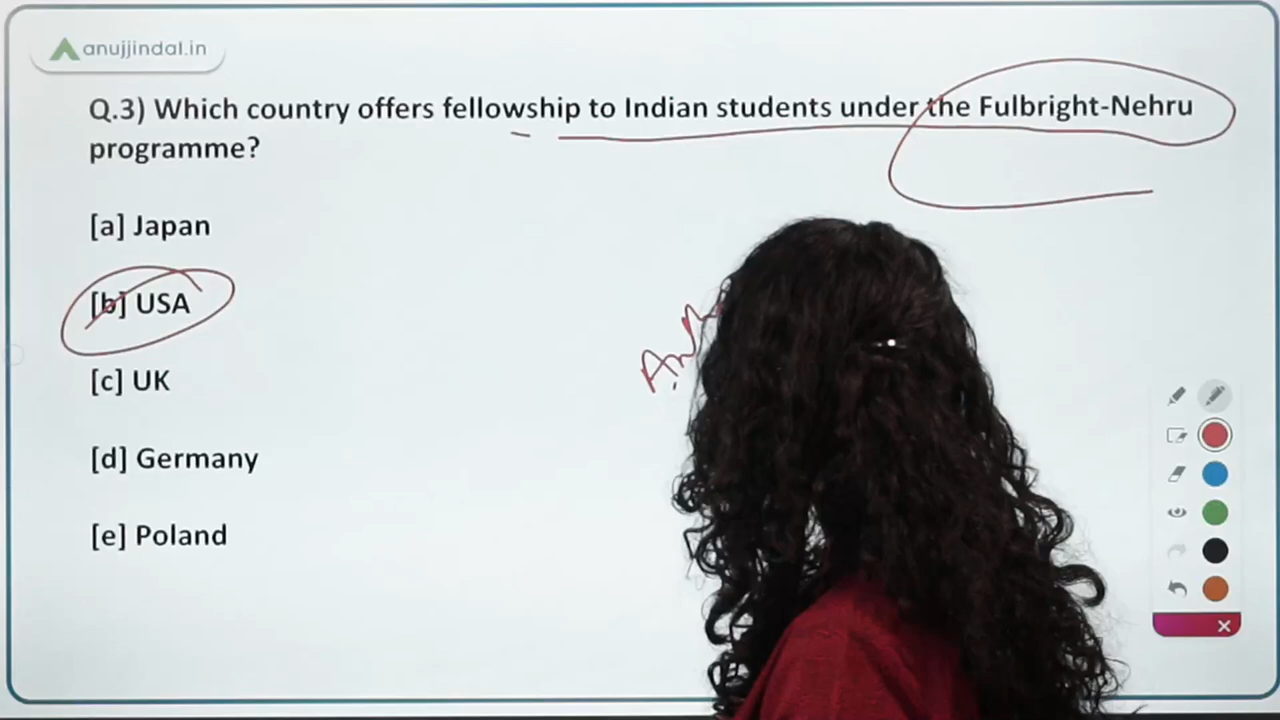 anujjindal.in
Q.3) Which country offers fellowship to Indian students under the Fulbright-Nehru
programme?
[a] Japan
[b] USA
[c] UK
[d] Germany
[e] Poland